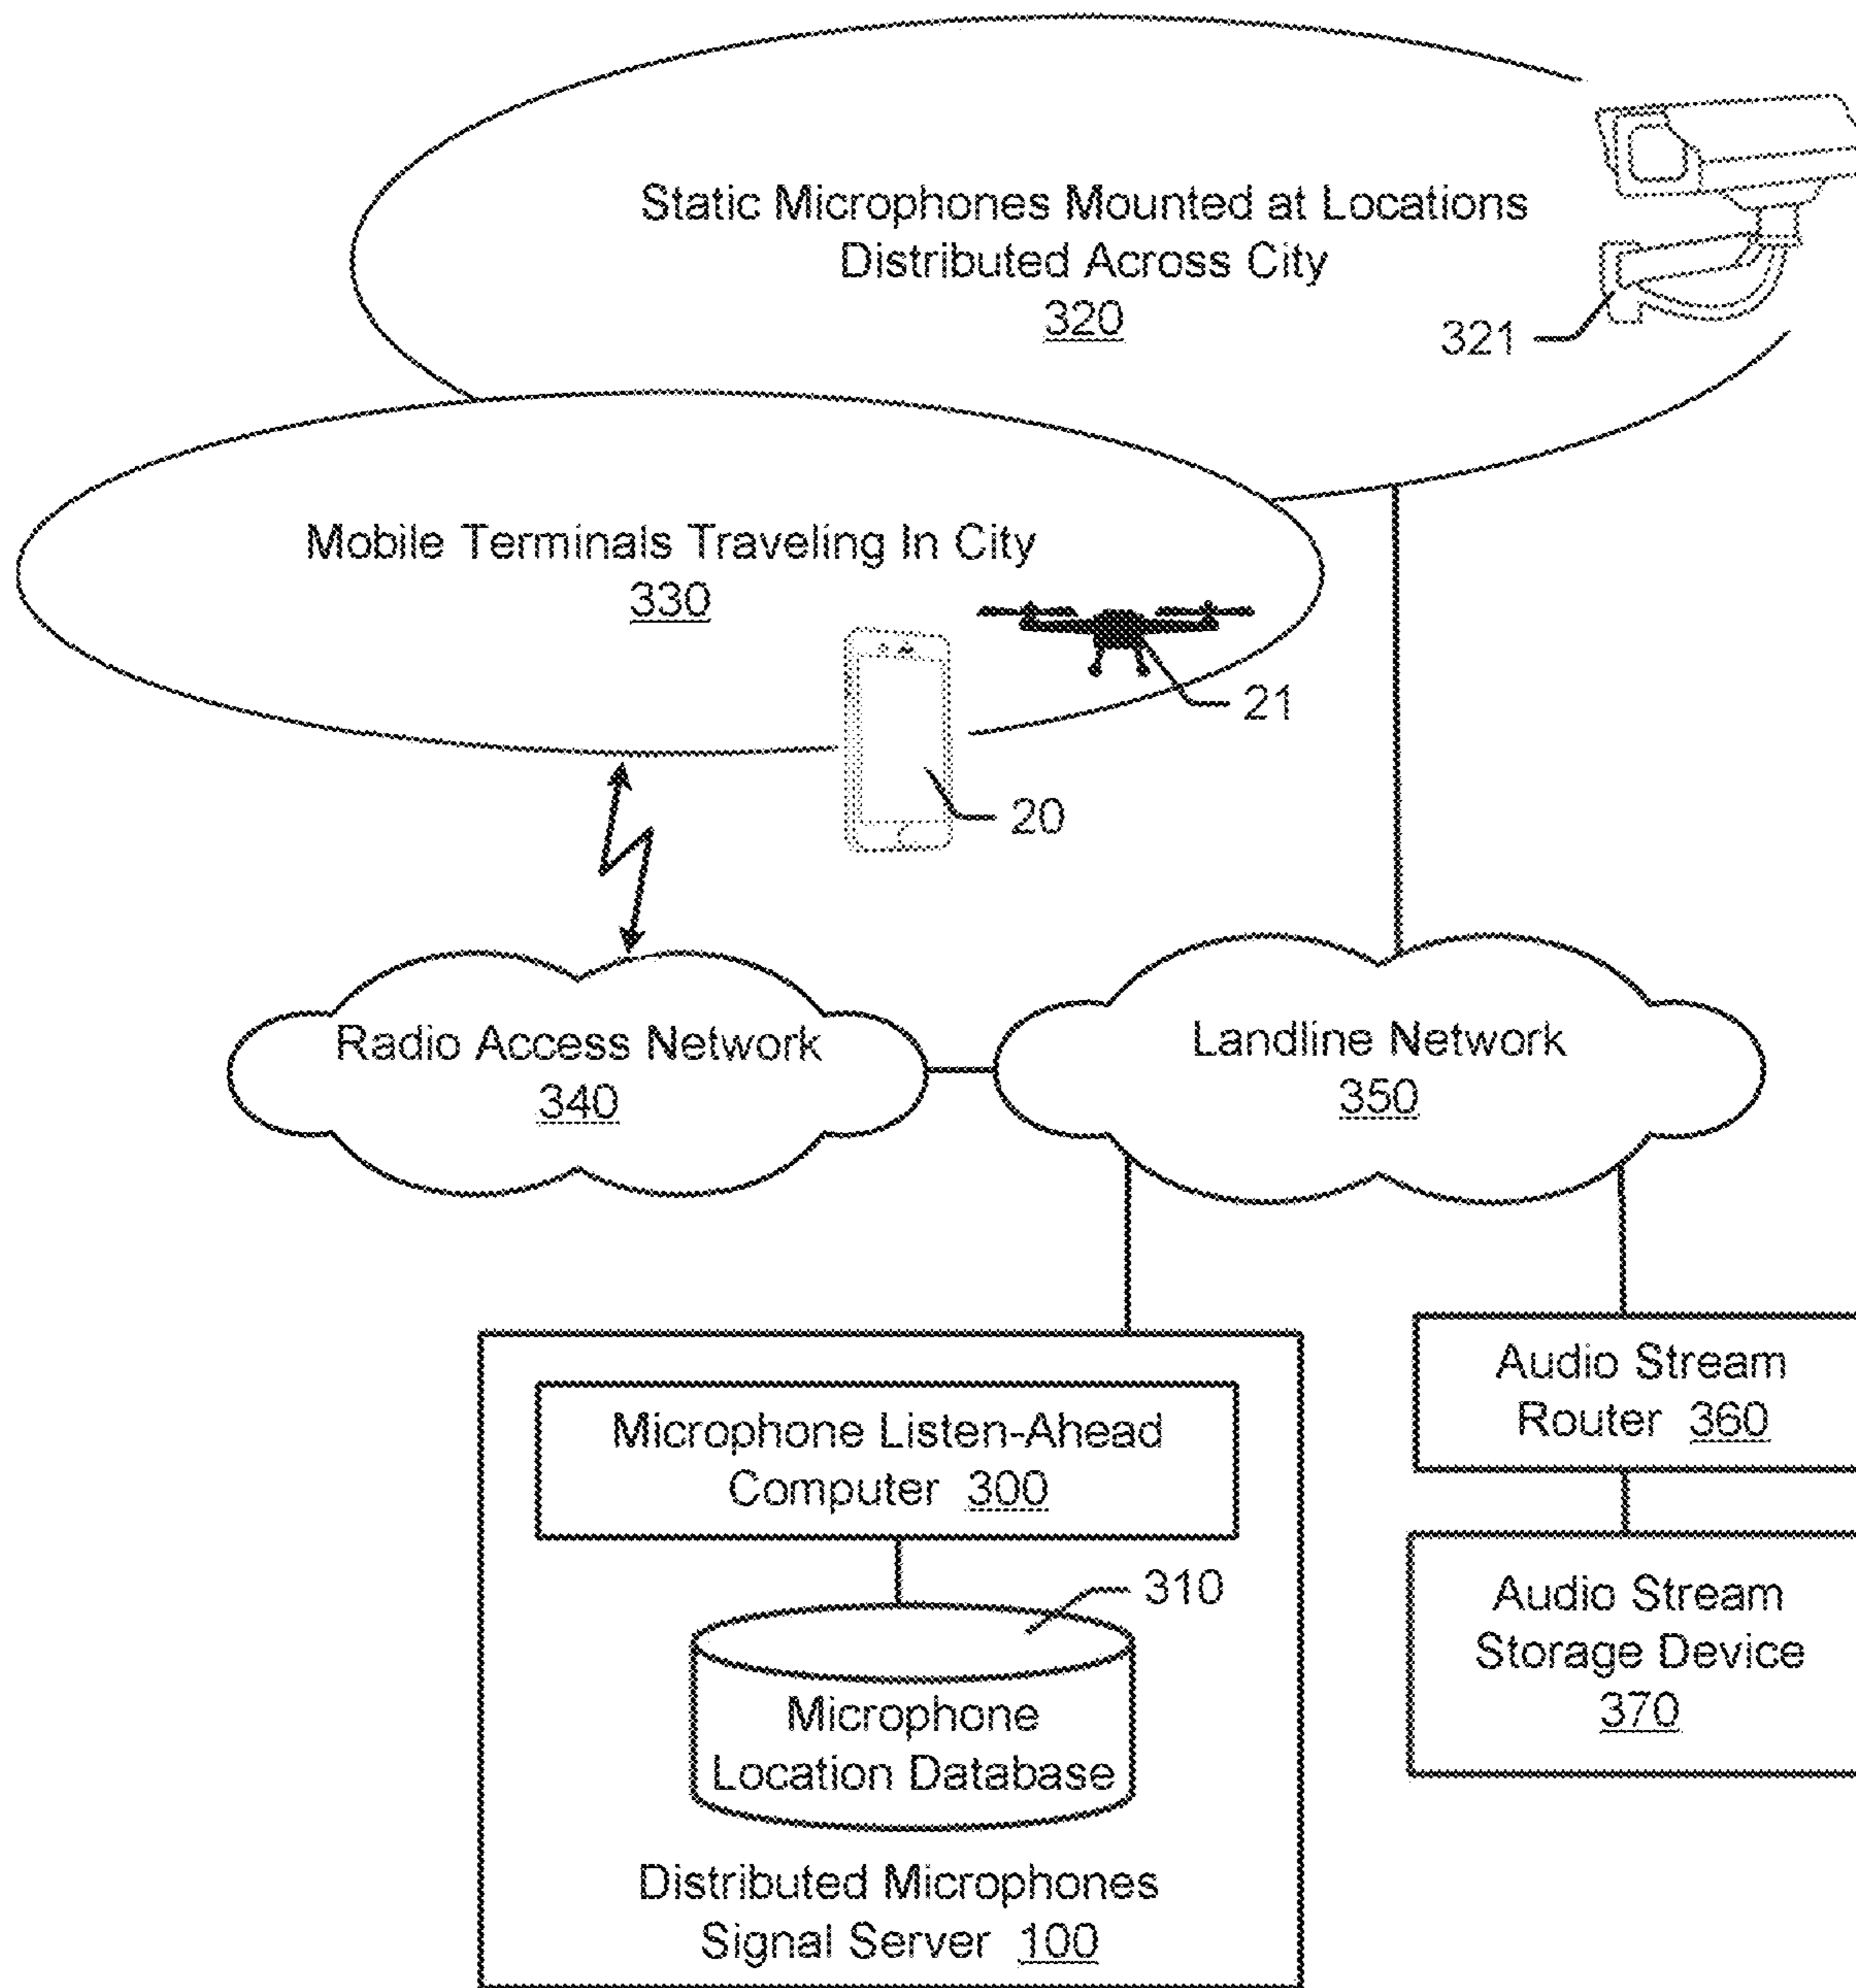 Static Microphones Mounted at Locations
Distributed Across City
320
321
Mobile Terminals Traveling In City
330
21
20
Radio Access Network
340
Landline Network
350
Microphone Listen-Ahead
Computer 300
310
Microphone
Location Database
Distributed Microphones
Signal Server 100
Audio Stream
Router 360
Audio Stream
Storage Device
370